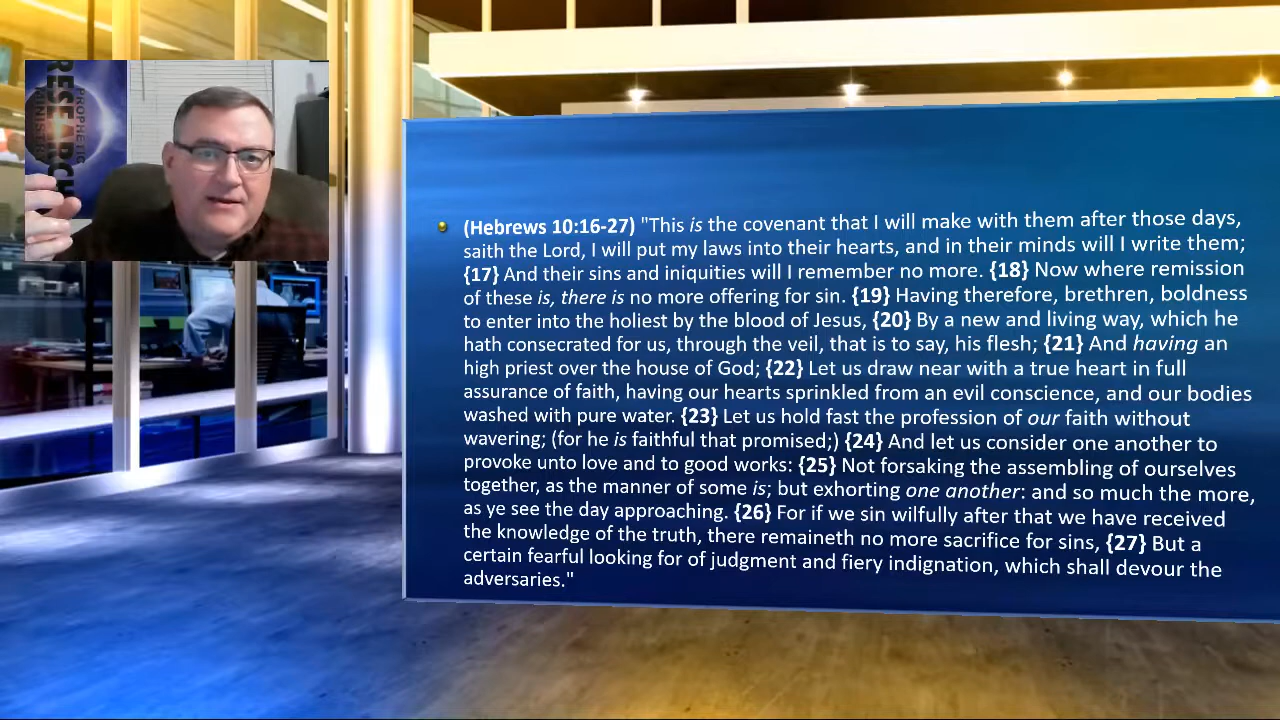 PROPHETIC
RESEARCH
MINISTRY
(Hebrews 10:16-27) "This is the covenant that I will make with them after those days,
saith the Lord, I will put my laws into their hearts, and in their minds will I write them;
{17} And their sins and iniquities will I remember no more. {18} Now where remission
of these is, there is no more offering for sin. {19} Having therefore, brethren, boldness
to enter into the holiest by the blood of Jesus, {20} By a new and living way, which he
hath consecrated for us, through the veil, that is to say, his flesh; {21} And having an
high priest over the house of God; {22} Let us draw near with a true heart in full
assurance of faith, having our hearts sprinkled from an evil conscience, and our bodies
washed with pure water. {23} Let us hold fast the profession of our faith without
wavering; (for he is faithful that promised;) {24} And let us consider one another to
provoke unto love and to good works: {25} Not forsaking the assembling of ourselves
together, as the manner of some is; but exhorting one another: and so much the more,
as ye see the day approaching. {26} For if we sin wilfully after that we have received
the knowledge of the truth, there remaineth no more sacrifice for sins, {27} But a
certain fearful looking for of judgment and fiery indignation, which shall devour the
adversaries."